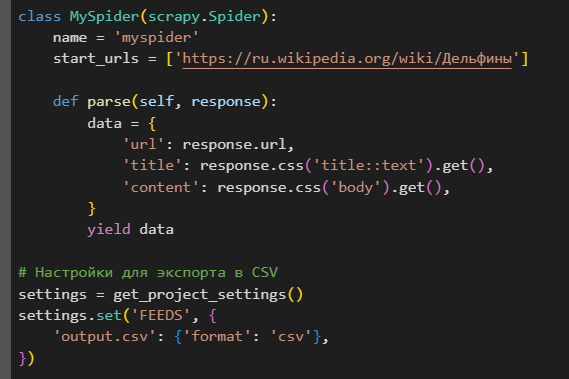 class MySpider(scrapy.Spider):
    name = 'myspider'
    start_urls = ['https://ru.wikipedia.org/wiki/Дельфины']

    def parse(self, response):
        data = {
            'url': response.url,
            'title': response.css('title::text').get(),
            'content': response.css('body').get(),
        }
        yield data

# Настройки для экспорта в CSV
settings = get_project_settings()
settings.set('FEEDS', {
    'output.csv': {'format': 'csv'},
})